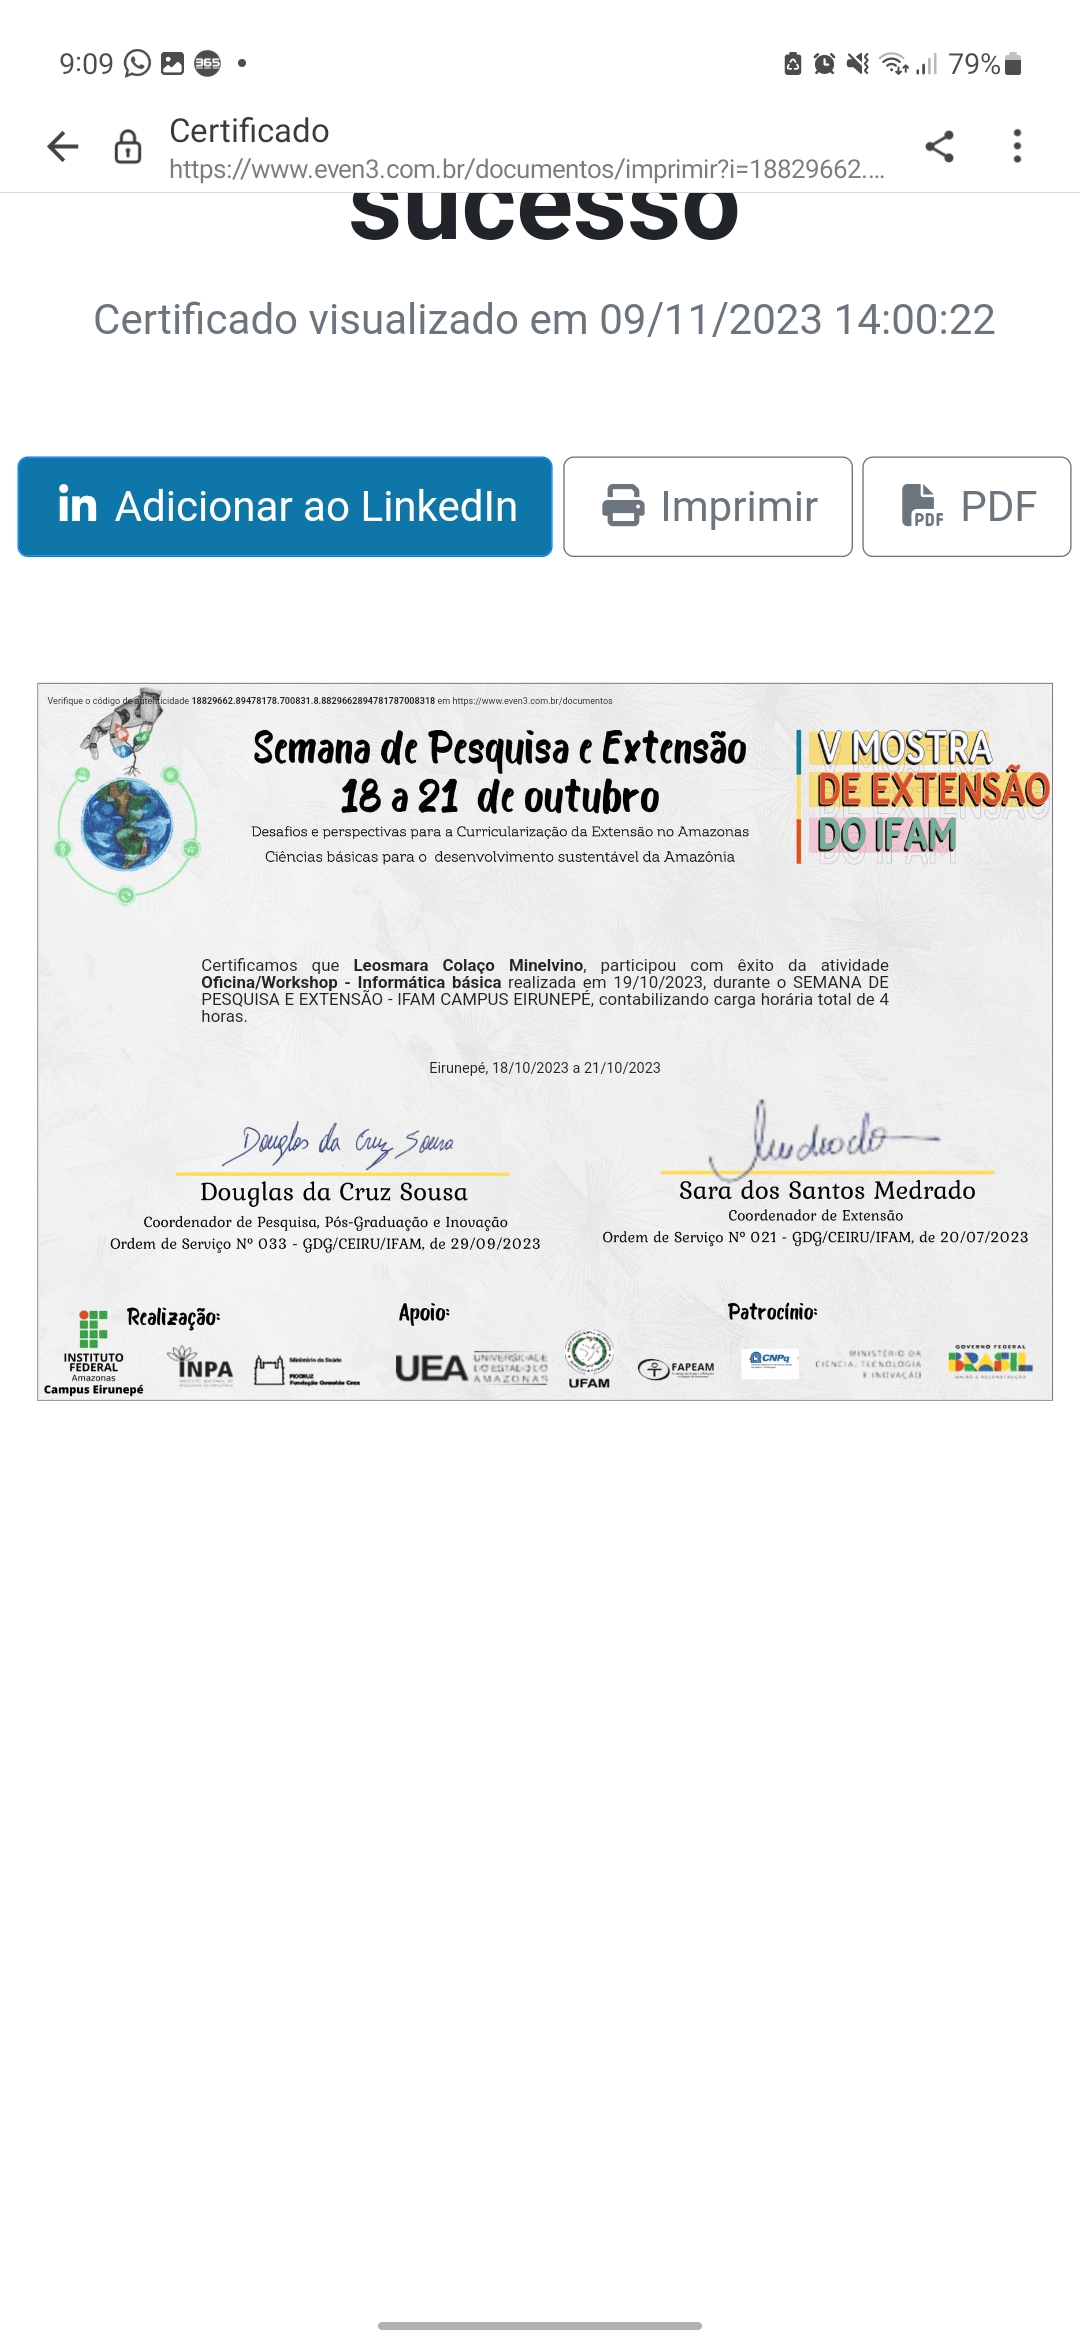 9:09
365
79%
Certificado
https://www.even3.com.br/documentos/imprimir?i=18829662....
sucesso
Certificado visualizado em 09/11/2023 14:00:22
in Adicionar ao LinkedIn
Imprimir
PDF PDF
Verifique o código de autenticidade 18829662.89478178.700831.8.8829662894781787008318 em https://www.even3.com.br/documentos
Semana de Pesquisa e Extensão
18 a 21 de outubro
Desafios e perspectivas para a Curricularização da Extensão no Amazonas
Ciências básicas para o desenvolvimento sustentável da Amazônia
V MOSTRA
DE EXTENSÃO
DO IFAM
Certificamos que Leosmara Colaço Minelvino, participou com êxito da atividade
Oficina/Workshop - Informática básica realizada em 19/10/2023, durante o SEMANA DE
PESQUISA E EXTENSÃO - IFAM CAMPUS EIRUNEPÉ, contabilizando carga horária total de 4
horas.
Eirunepé, 18/10/2023 a 21/10/2023
Douglas da Cruz Sousa
Douglas da Cruz Sousa
Coordenador de Pesquisa, Pós-Graduação e Inovação
Ordem de Serviço Nº 033 - GDG/CEIRU/IFAM, de 29/09/2023
Medrado
Sara dos Santos Medrado
Coordenador de Extensão
Ordem de Serviço Nº 021 - GDG/CEIRU/IFAM, de 20/07/2023
Realização:
Apoio:
Patrocínio:
INSTITUTO
FEDERAL
Amazonas
Campus Eirunepé
INPA
Ministério da Saúde
FIOCRUZ
Fundação Oswaldo Cruz
UEA
UNIVERSIDADE
DO ESTADO DO
AMAZONAS
UFAM
FAPEAM
CNPq
MINISTÉRIO DA
CIÊNCIA, TECNOLOGIA
E INOVAÇÃO
GOVERNO FEDERAL
BRASIL
UNIÃO E RECONSTRUÇÃO